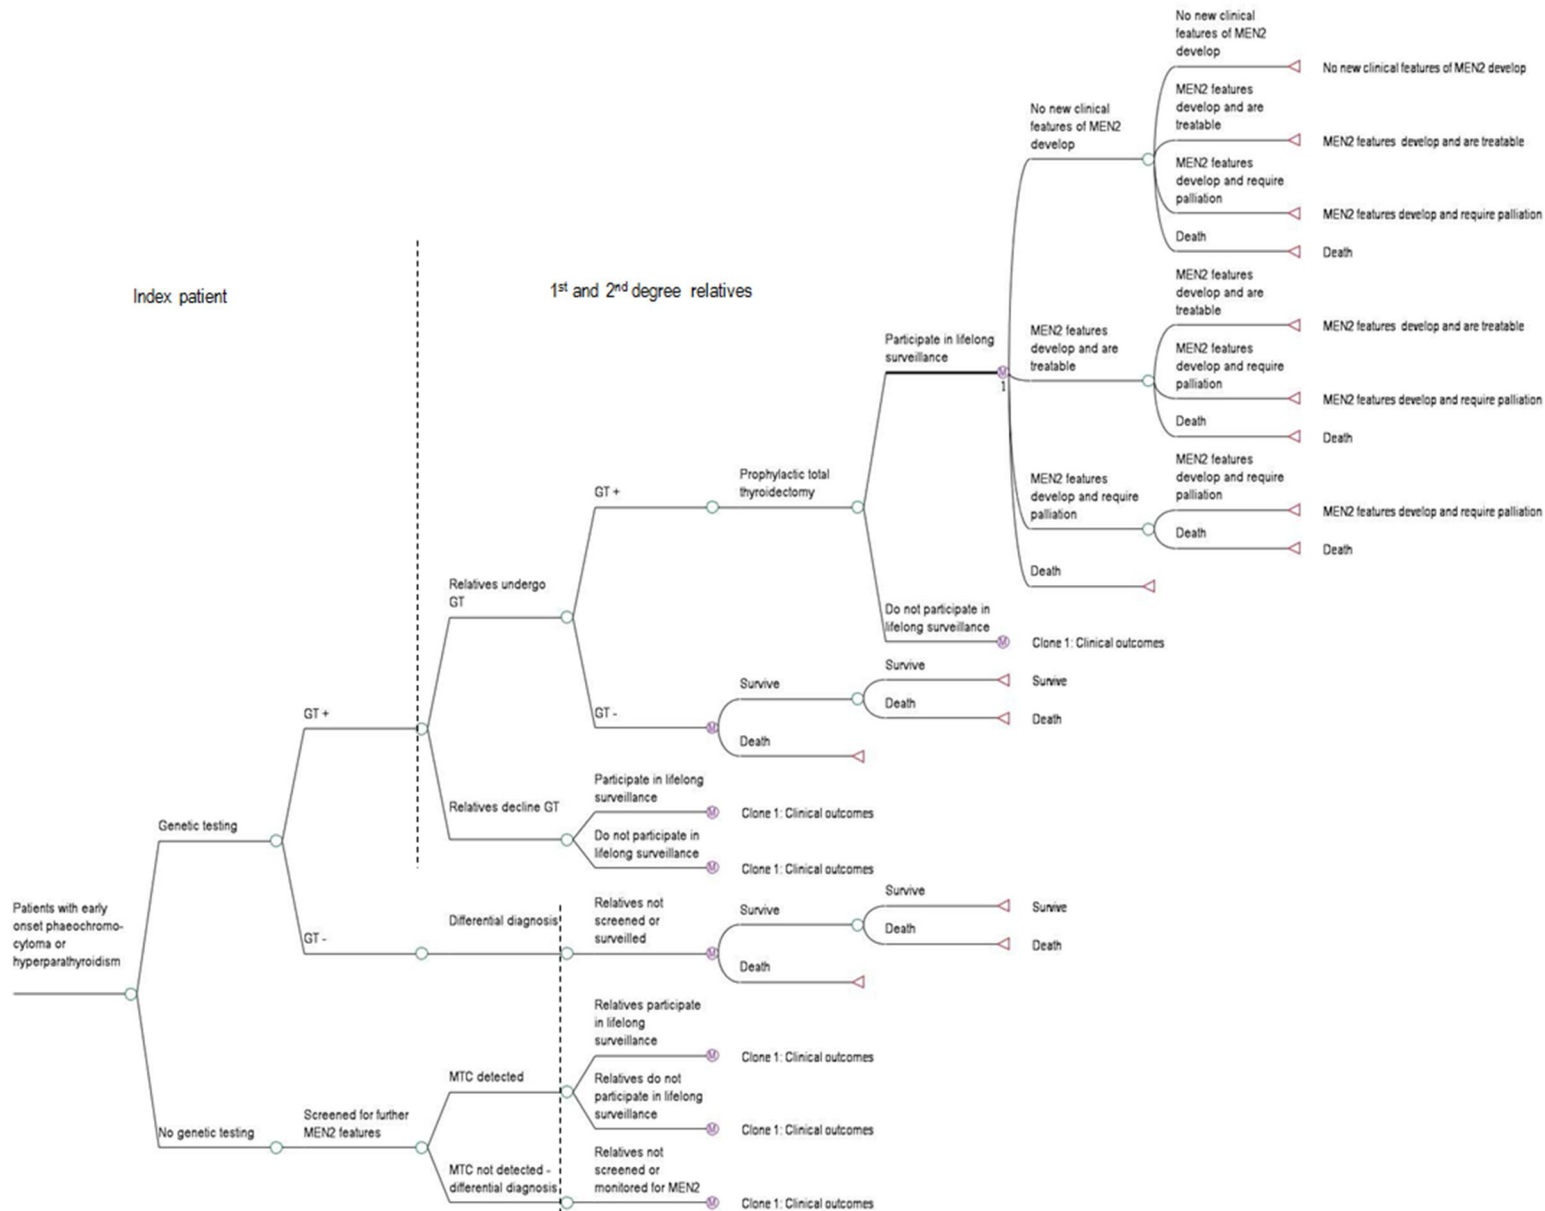 No new clinical
features of MEN2
develop
No new clinical features of MEN2 develop
MEN2 features
develop and are
treatable
MEN2 features develop and are treatable
No new clinical
features of MEN2
develop
MEN2 features
develop and require
palliation
MEN2 features develop and require palliation
Death
Death
Index patient
1st and 2nd degree relatives
MEN2 features
develop and are
treatable
MEN2 features develop and are treatable
Participate in lifelong
surveillance
1
MEN2 features
develop and are
treatable
MEN2 features
develop and require
palliation
MEN2 features develop and require palliation
Death
Death
GT +
Prophylactic total
thyroidectomy
MEN2 features
develop and require
palliation
MEN2 features
develop and require
palliation
MEN2 features develop and require palliation
Death
Death
Death
Relatives undergo
GT
Do not participate in
lifelong surveillance
M
Clone 1: Clinical outcomes
GT -
M
Survive
Survive
Survive
Death
Death
Death
GT +
Relatives decline GT
Participate in lifelong
surveillance
M
Clone 1: Clinical outcomes
Do not participate in
lifelong surveillance
M
Clone 1: Clinical outcomes
Genetic testing
Patients with early
onset phaeochromo-
cytoma or
hyperparathyroidism
GT -
Differential diagnosis
Relatives not
screened or
surveilled
M
Survive
Survive
Survive
Death
Death
Death
No genetic testing
Screened for further
MEN2 features
MTC detected
Relatives participate
in lifelong
surveillance
M
Clone 1: Clinical outcomes
Relatives do not
participate in lifelong
surveillance
M
Clone 1: Clinical outcomes
MTC not detected -
differential diagnosis
Relatives not
screened or
monitored for MEN2
M
Clone 1: Clinical outcomes